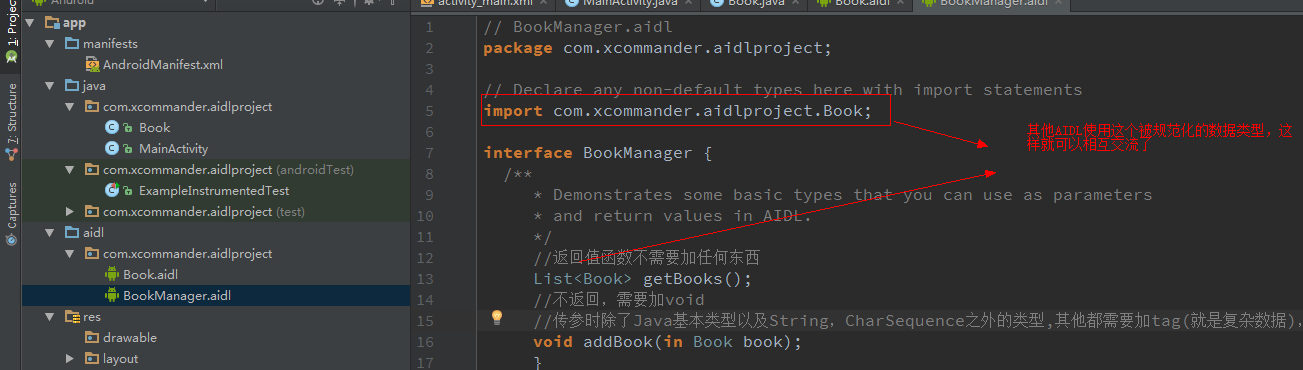 Android
activity_main.xml
MainActivity.java
Book.java
Book.aidl
BookManager.aidl
1: Project
7: Structure
Captures
app
manifests
AndroidManifest.xml
java
com.xcommander.aidlproject
Book
MainActivity
com.xcommander.aidlproject (androidTest)
ExampleInstrumentedTest
com.xcommander.aidlproject (test)
aidl
com.xcommander.aidlproject
Book.aidl
BookManager.aidl
res
drawable
layout
1 // BookManager.aidl
2 package com.xcommander.aidlproject;
3
4 // Declare any non-default types here with import statements
5 import com.xcommander.aidlproject.Book;
6
7 interface BookManager {
8 /**
9 * Demonstrates some basic types that you can use as parameters
10 * and return values in AIDL.
11 */
12 //返回值函数不需要加任何东西
13 List<Book> getBooks();
14 //不返回，需要加void
15 //传参时除了Java基本类型以及String，CharSequence之外的类型,其他都需要加tag(就是复杂数据)，
16 void addBook(in Book book);
17 }
其他AIDL使用这个被规范化的数据类型，这
样就可以相互交流了